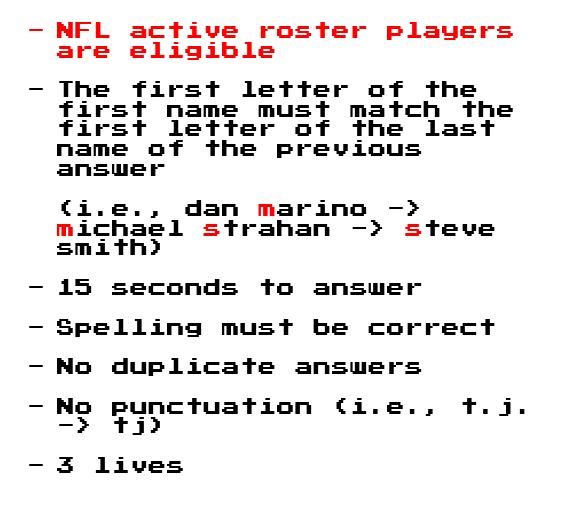 - NFL active roster players
are eligible
- The first letter of the
first name must match the
first letter of the last
name of the previous
answer
(i.e., dan marino ->
michael strahan -> steve
smith)
- 15 seconds to answer
- Spelling must be correct
- No duplicate answers
- No punctuation (i.e., t.j.
-> tj)
- 3 lives